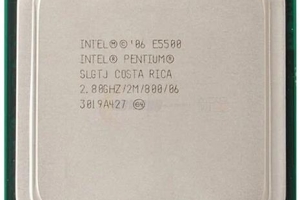 INTEL®©'06 E5500
INTEL® PENTIUM®
SLGTJ COSTA RICA
2.80GHZ/2M/800/06
3019A427